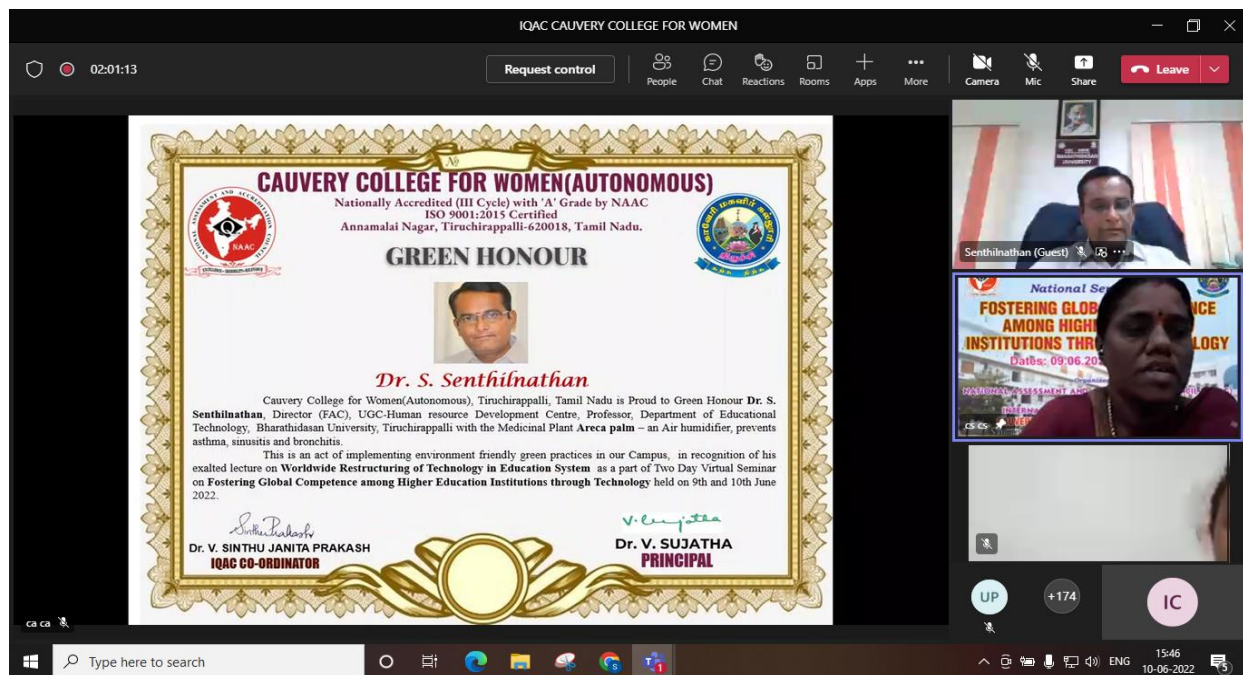 IQAC CAUVERY COLLEGE FOR WOMEN
02:01:13
Request control
People
Chat
Reactions
Rooms
Apps
More
Camera
Mic
Share
Leave
No
CAUVERY COLLEGE FOR WOMEN(AUTONOMOUS)
Nationally Accredited (III Cycle) with 'A' Grade by NAAC
ISO 9001:2015 Certified
Annamalai Nagar, Tiruchirappalli-620018, Tamil Nadu.
NAAC
GREEN HONOUR
Dr. S. Senthilnathan
Cauvery College for Women(Autonomous), Tiruchirappalli, Tamil Nadu is Proud to Green Honour Dr. S.
Senthilnathan, Director (FAC), UGC-Human resource Development Centre, Professor, Department of Educational
Technology, Bharathidasan University, Tiruchirappalli with the Medicinal Plant Areca palm – an Air humidifier, prevents
asthma, sinusitis and bronchitis.
This is an act of implementing environment friendly green practices in our Campus, in recognition of his
exalted lecture on Worldwide Restructuring of Technology in Education System as a part of Two Day Virtual Seminar
on Fostering Global Competence among Higher Education Institutions through Technology held on 9th and 10th June
2022.
Dr. V. SINTHU JANITA PRAKASH
IQAC CO-ORDINATOR
V. Sujatha
Dr. V. SUJATHA
PRINCIPAL
ca ca
Senthilnathan (Guest)
National Se
FOSTERING GLOB NCE
AMONG HIGH
INSTITUTIONS THR LOGY
Dates: 09.06.20
cs cs
UP
+174
IC
Type here to search
ENG
15:46
10-06-2022
5
1